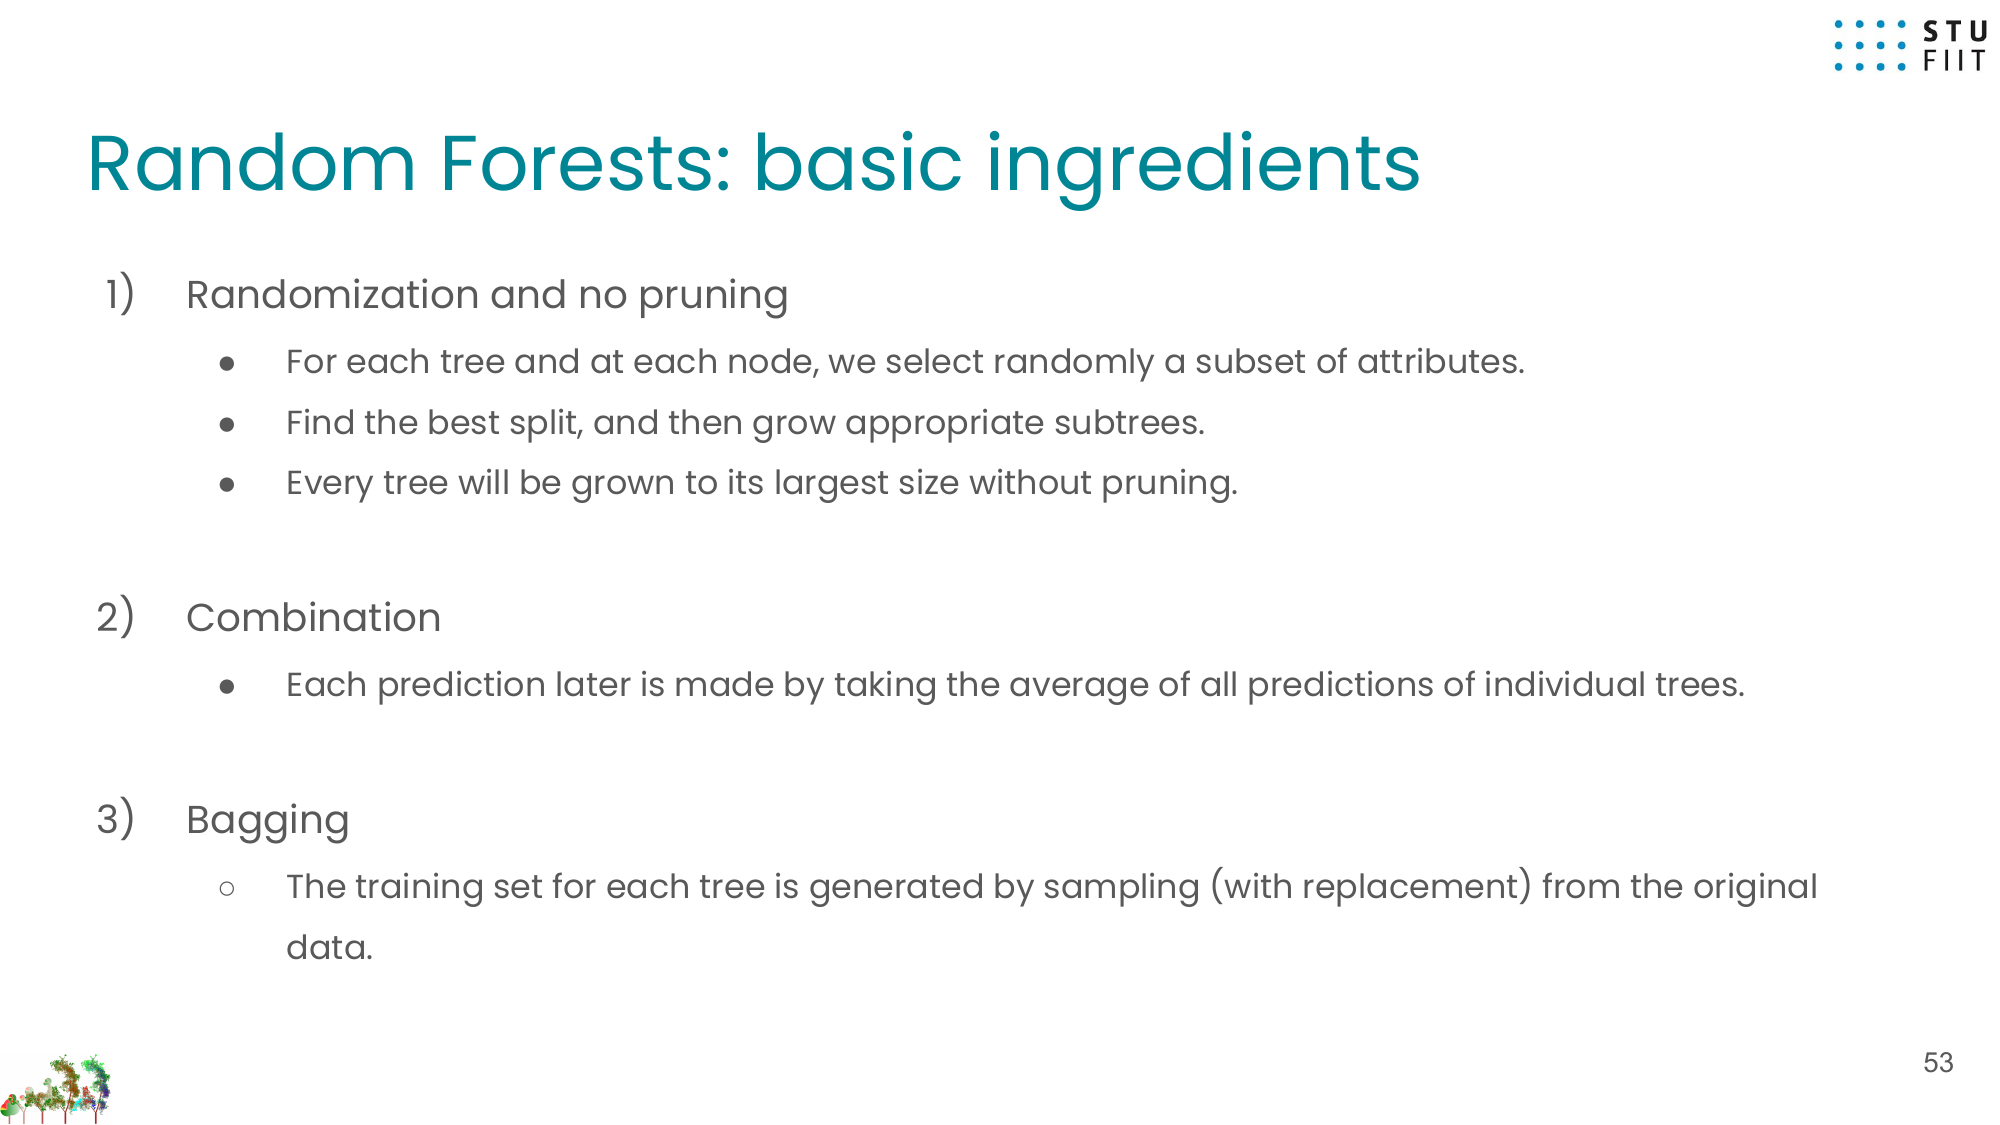 STU
FIIT
Random Forests: basic ingredients
1) Randomization and no pruning
● For each tree and at each node, we select randomly a subset of attributes.
● Find the best split, and then grow appropriate subtrees.
● Every tree will be grown to its largest size without pruning.
2) Combination
● Each prediction later is made by taking the average of all predictions of individual trees.
3) Bagging
○ The training set for each tree is generated by sampling (with replacement) from the original
data.
53